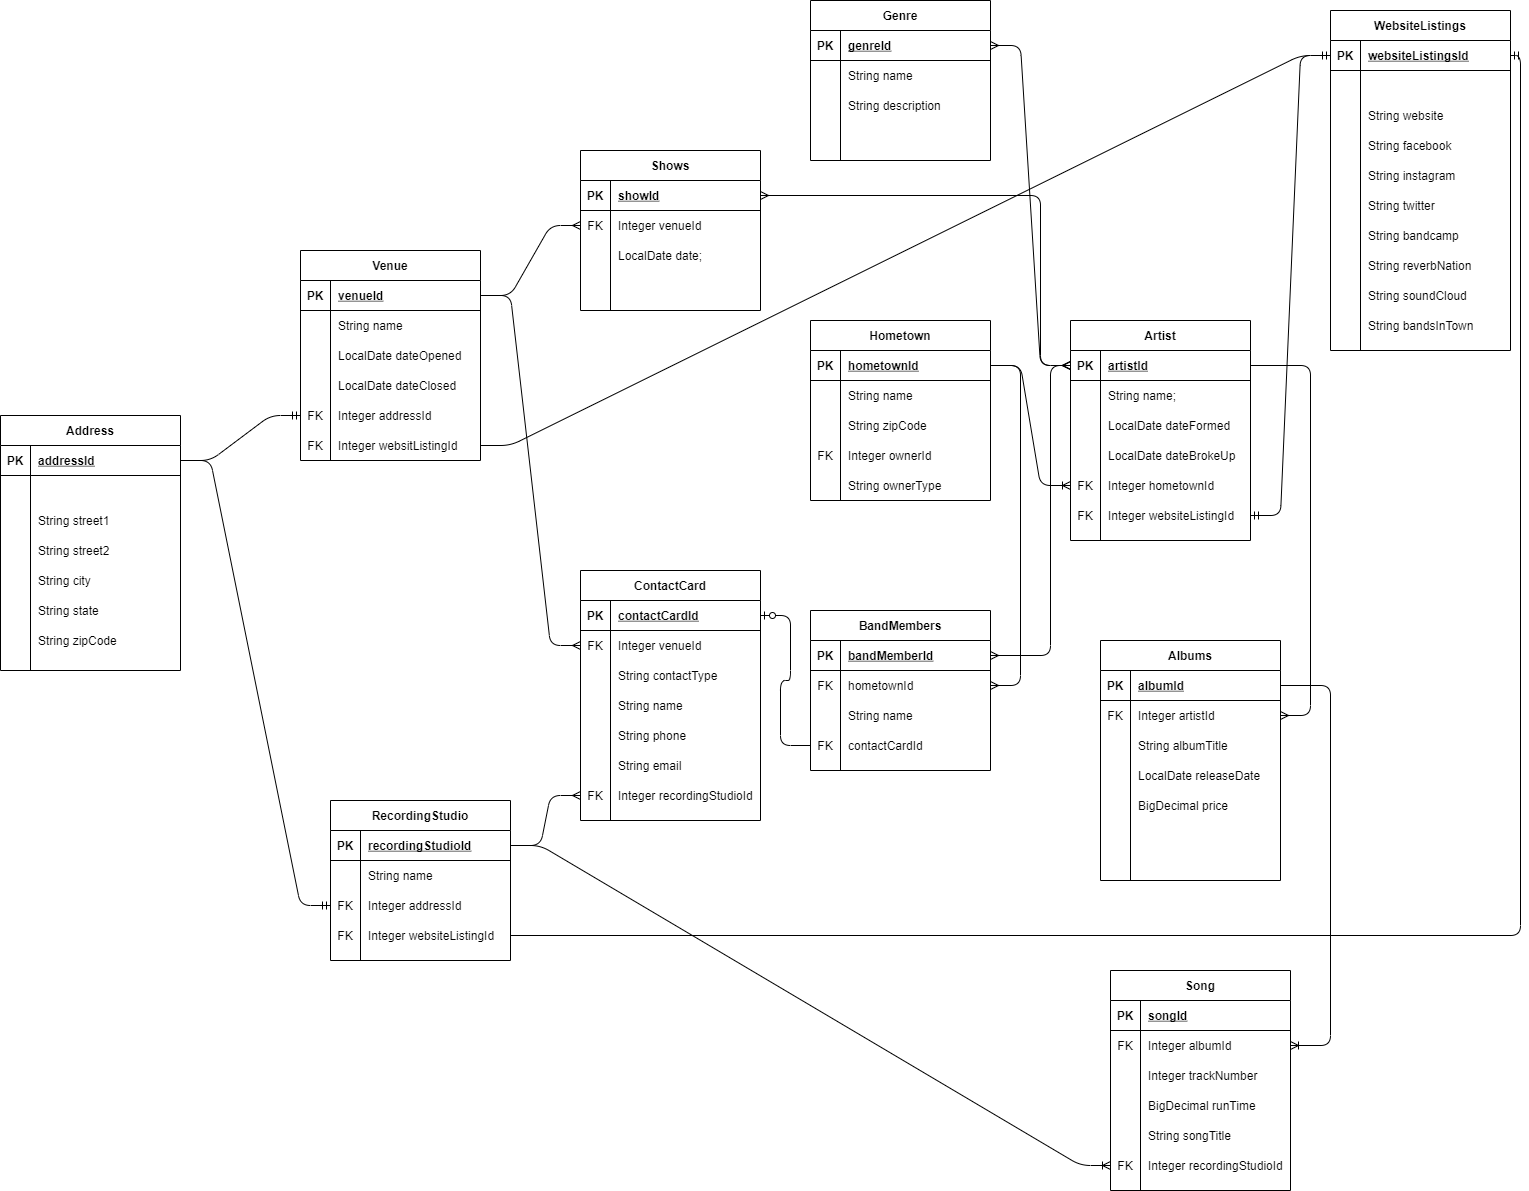 Genre
PK genreId
String name
String description
WebsiteListings
PK websiteListingsId
String website
String facebook
String instagram
String twitter
String bandcamp
String reverbNation
String soundCloud
String bandsInTown
Shows
PK showId
FK Integer venueId
LocalDate date;
Venue
PK venueId
String name
LocalDate dateOpened
LocalDate dateClosed
FK Integer addressId
FK Integer websitListingId
Hometown
PK hometownId
String name
String zipCode
FK Integer ownerId
String ownerType
Artist
PK artistId
String name;
LocalDate dateFormed
LocalDate dateBrokeUp
FK Integer hometownId
FK Integer websiteListingId
Address
PK addressId
String street1
String street2
String city
String state
String zipCode
ContactCard
PK contactCardId
FK Integer venueId
String contactType
String name
String phone
String email
FK Integer recordingStudioId
BandMembers
PK bandMemberId
FK hometownId
String name
FK contactCardId
Albums
PK albumId
FK Integer artistId
String albumTitle
LocalDate releaseDate
BigDecimal price
RecordingStudio
PK recordingStudioId
String name
FK Integer addressId
FK Integer websiteListingId
Song
PK songId
FK Integer albumId
Integer trackNumber
BigDecimal runTime
String songTitle
FK Integer recordingStudioId